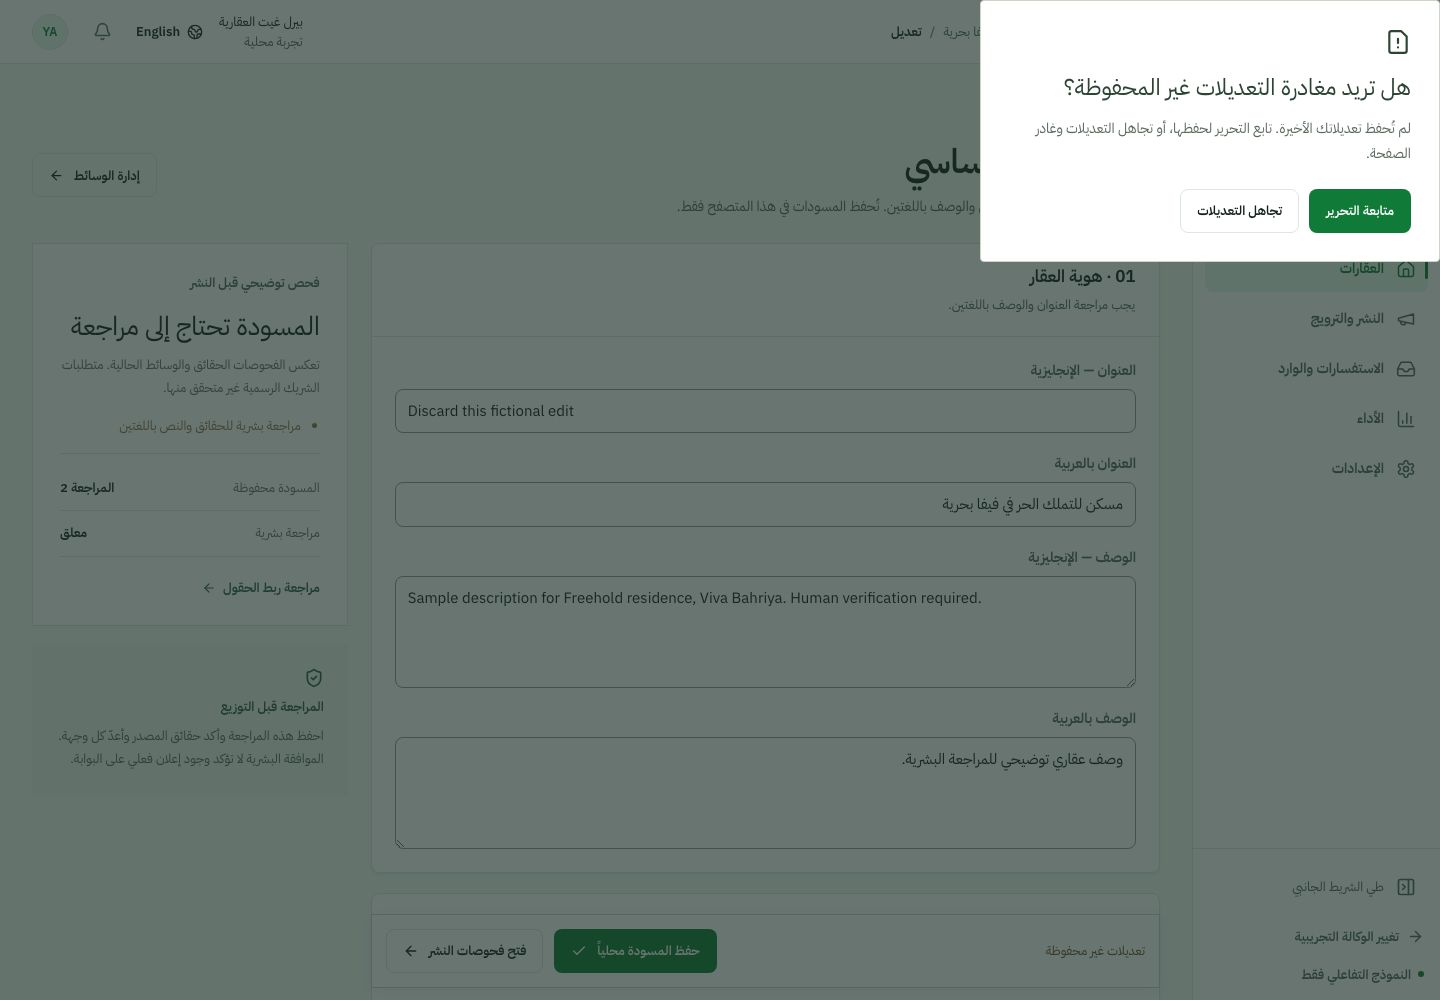 هل تريد مغادرة التعديلات غير المحفوظة؟
لم تُحفظ تعديلاتك الأخيرة. تابع التحرير لحفظها، أو تجاهل التعديلات وغادر
الصفحة.
متابعة التحرير
تجاهل التعديلات
بحرية / تعديل
بيرل غيت العقارية
تجربة محلية
English
YA
والوصف باللغتين. تُحفظ المسودات في هذا المتصفح فقط.
إدارة الوسائط
العقارات
النشر والترويج
الاستفسارات والوارد
الأداء
الإعدادات
طي الشريط الجانبي
تغيير الوكالة التجريبية
النموذج التفاعلي فقط
01 · هوية العقار
يجب مراجعة العنوان والوصف باللغتين.
العنوان — الإنجليزية
Discard this fictional edit
العنوان بالعربية
مسكن للتملك الحر في فيفا بحرية
الوصف — الإنجليزية
Sample description for Freehold residence, Viva Bahriya. Human verification required.
الوصف بالعربية
وصف عقاري توضيحي للمراجعة البشرية.
تعديلات غير محفوظة
حفظ المسودة محلياً
فتح فحوصات النشر
فحص توضيحي قبل النشر
المسودة تحتاج إلى مراجعة
تعكس الفحوصات الحقائق والوسائط الحالية. متطلبات
الشريك الرسمية غير متحقق منها.
• مراجعة بشرية للحقائق والنص باللغتين
المسودة محفوظة
المراجعة 2
مراجعة بشرية
معلق
مراجعة ربط الحقول
المراجعة قبل التوزيع
احفظ هذه المراجعة وأكد حقائق المصدر وأعدّ كل وجهة.
الموافقة البشرية لا تؤكد وجود إعلان فعلي على البوابة.